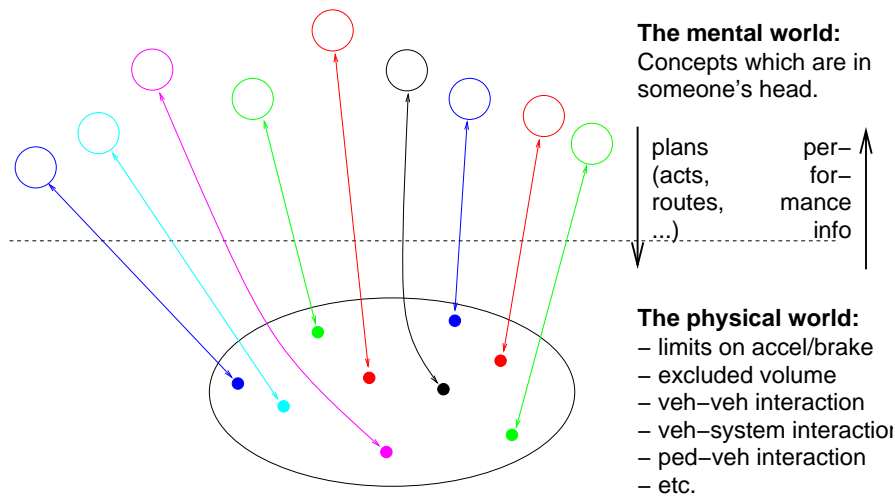 The mental world:
Concepts which are in
someone's head.
plans
(acts,
routes,
...)
per−
for−
mance
info
The physical world:
− limits on accel/brake
− excluded volume
− veh−veh interaction
− veh−system interaction
− ped−veh interaction
− etc.